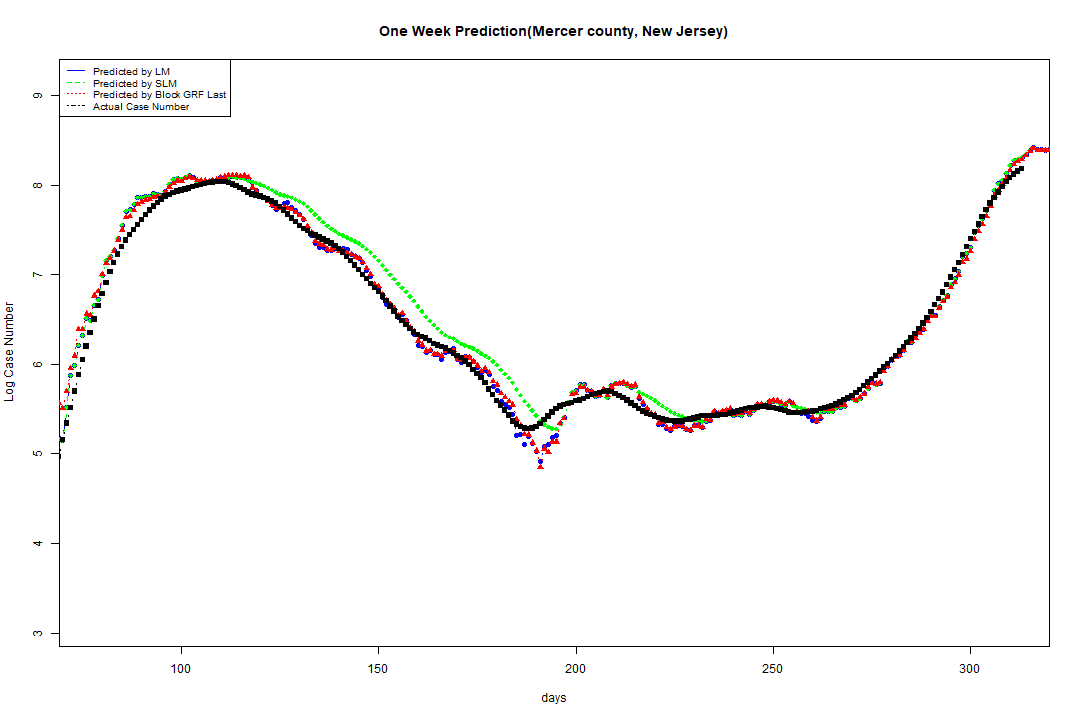 One Week Prediction(Mercer county, New Jersey)
Predicted by LM
Predicted by SLM
Predicted by Block GRF Last
Actual Case Number
9
8
7
6
5
4
3
Log Case Number
100 150 200 250 300
days